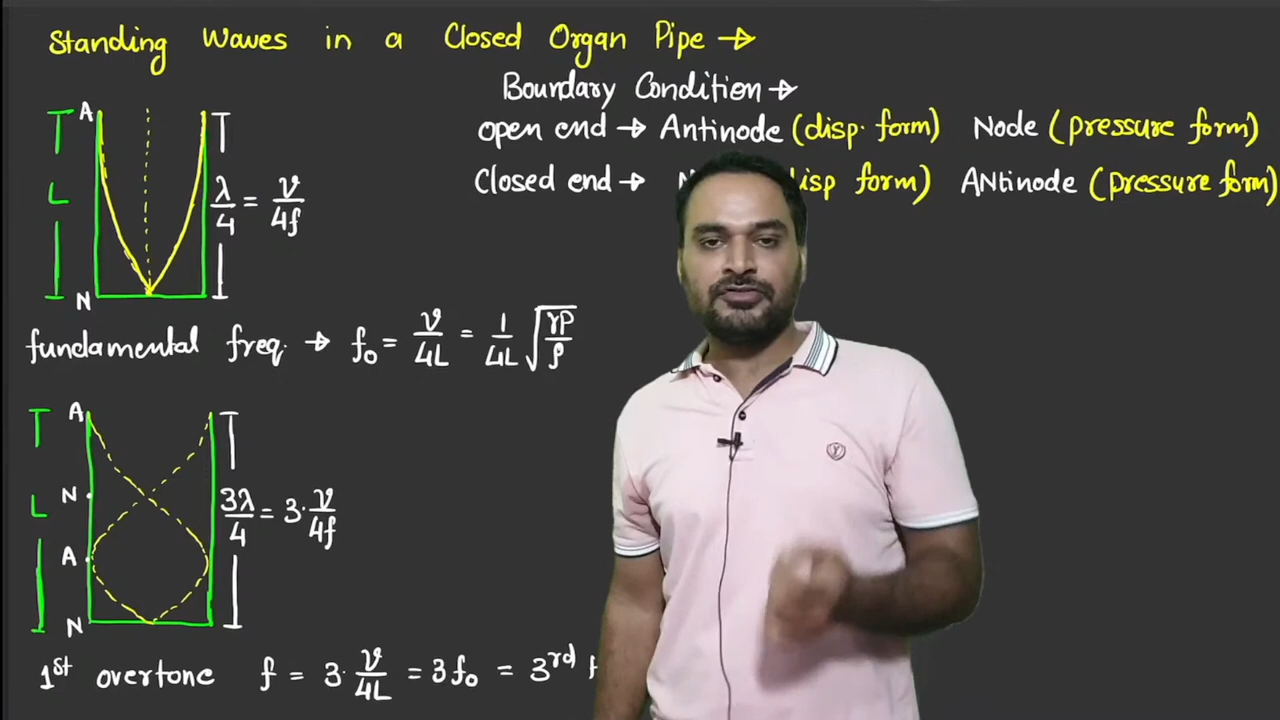 Standing Waves in a Closed Organ Pipe →
Boundary Condition →
open end → Antinode (disp. form) Node (pressure form)
Closed end → disp form) ANtinode (pressure form)
A
L
N
λ/4 = v/4f
fundamental freq. → f₀ = v/4L = 1/4L √(γP/ρ)
A
N
L
A
N
3λ/4 = 3·v/4f
1st overtone f = 3·v/4L = 3f₀ = 3rd